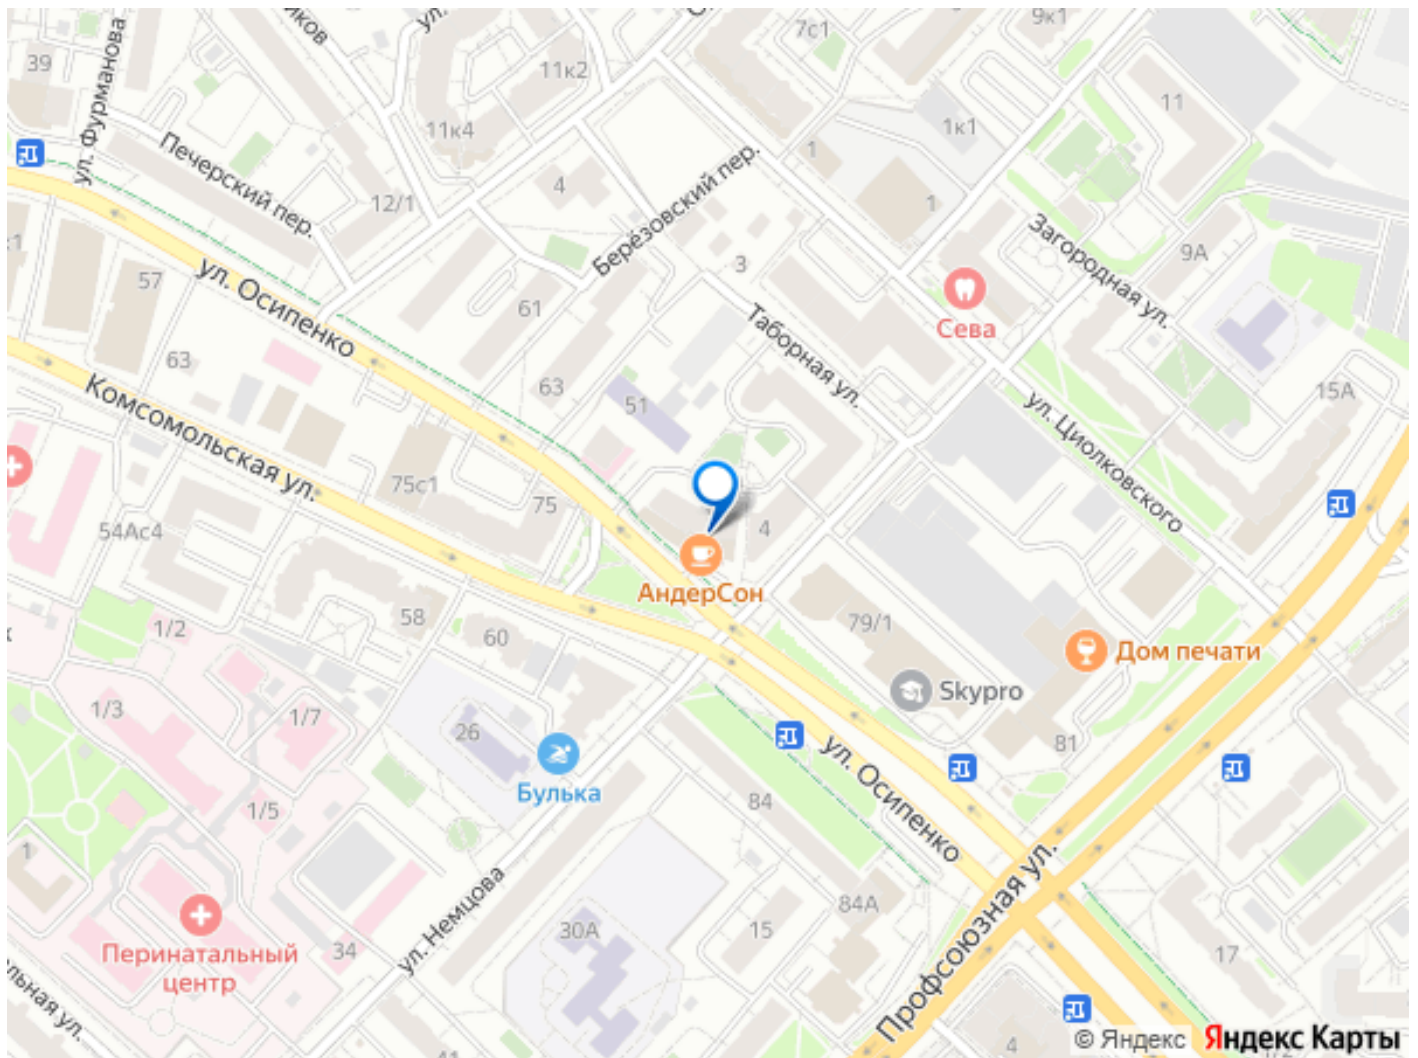 7с1
9к1
39
ул. Фурманова
11к2
11
11к4
1к1
1
Печерский пер.
12/1
4
Берёзовский пер.
1
3
Загородная ул.
9А
57
ул. Осипенко
61
Таборная ул.
Сева
63
63
51
15А
Комсомольская ул.
ул. Циолковского
75с1
75
4
54Ас4
АндерСон
58
60
79/1
1/2
Дом печати
Skypro
1/3
1/7
26
81
Булька
ул. Осипенко
84
1/5
1
84А
Профсоюзная ул.
ул. Немцова
30А
15
17
34
Перинатальный
центр
4
© Яндекс
Яндекс Карты